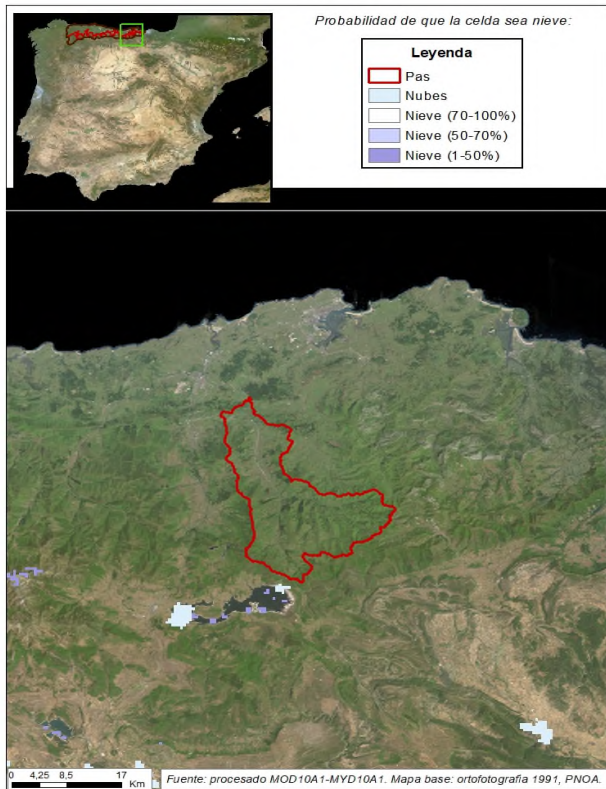 Probabilidad de que la celda sea nieve:
Leyenda
Pas
Nubes
Nieve (70-100%)
Nieve (50-70%)
Nieve (1-50%)
0 4,25 8,5 17
Km
Fuente: procesado MOD10A1-MYD10A1. Mapa base: ortofotografia 1991, PNOA.